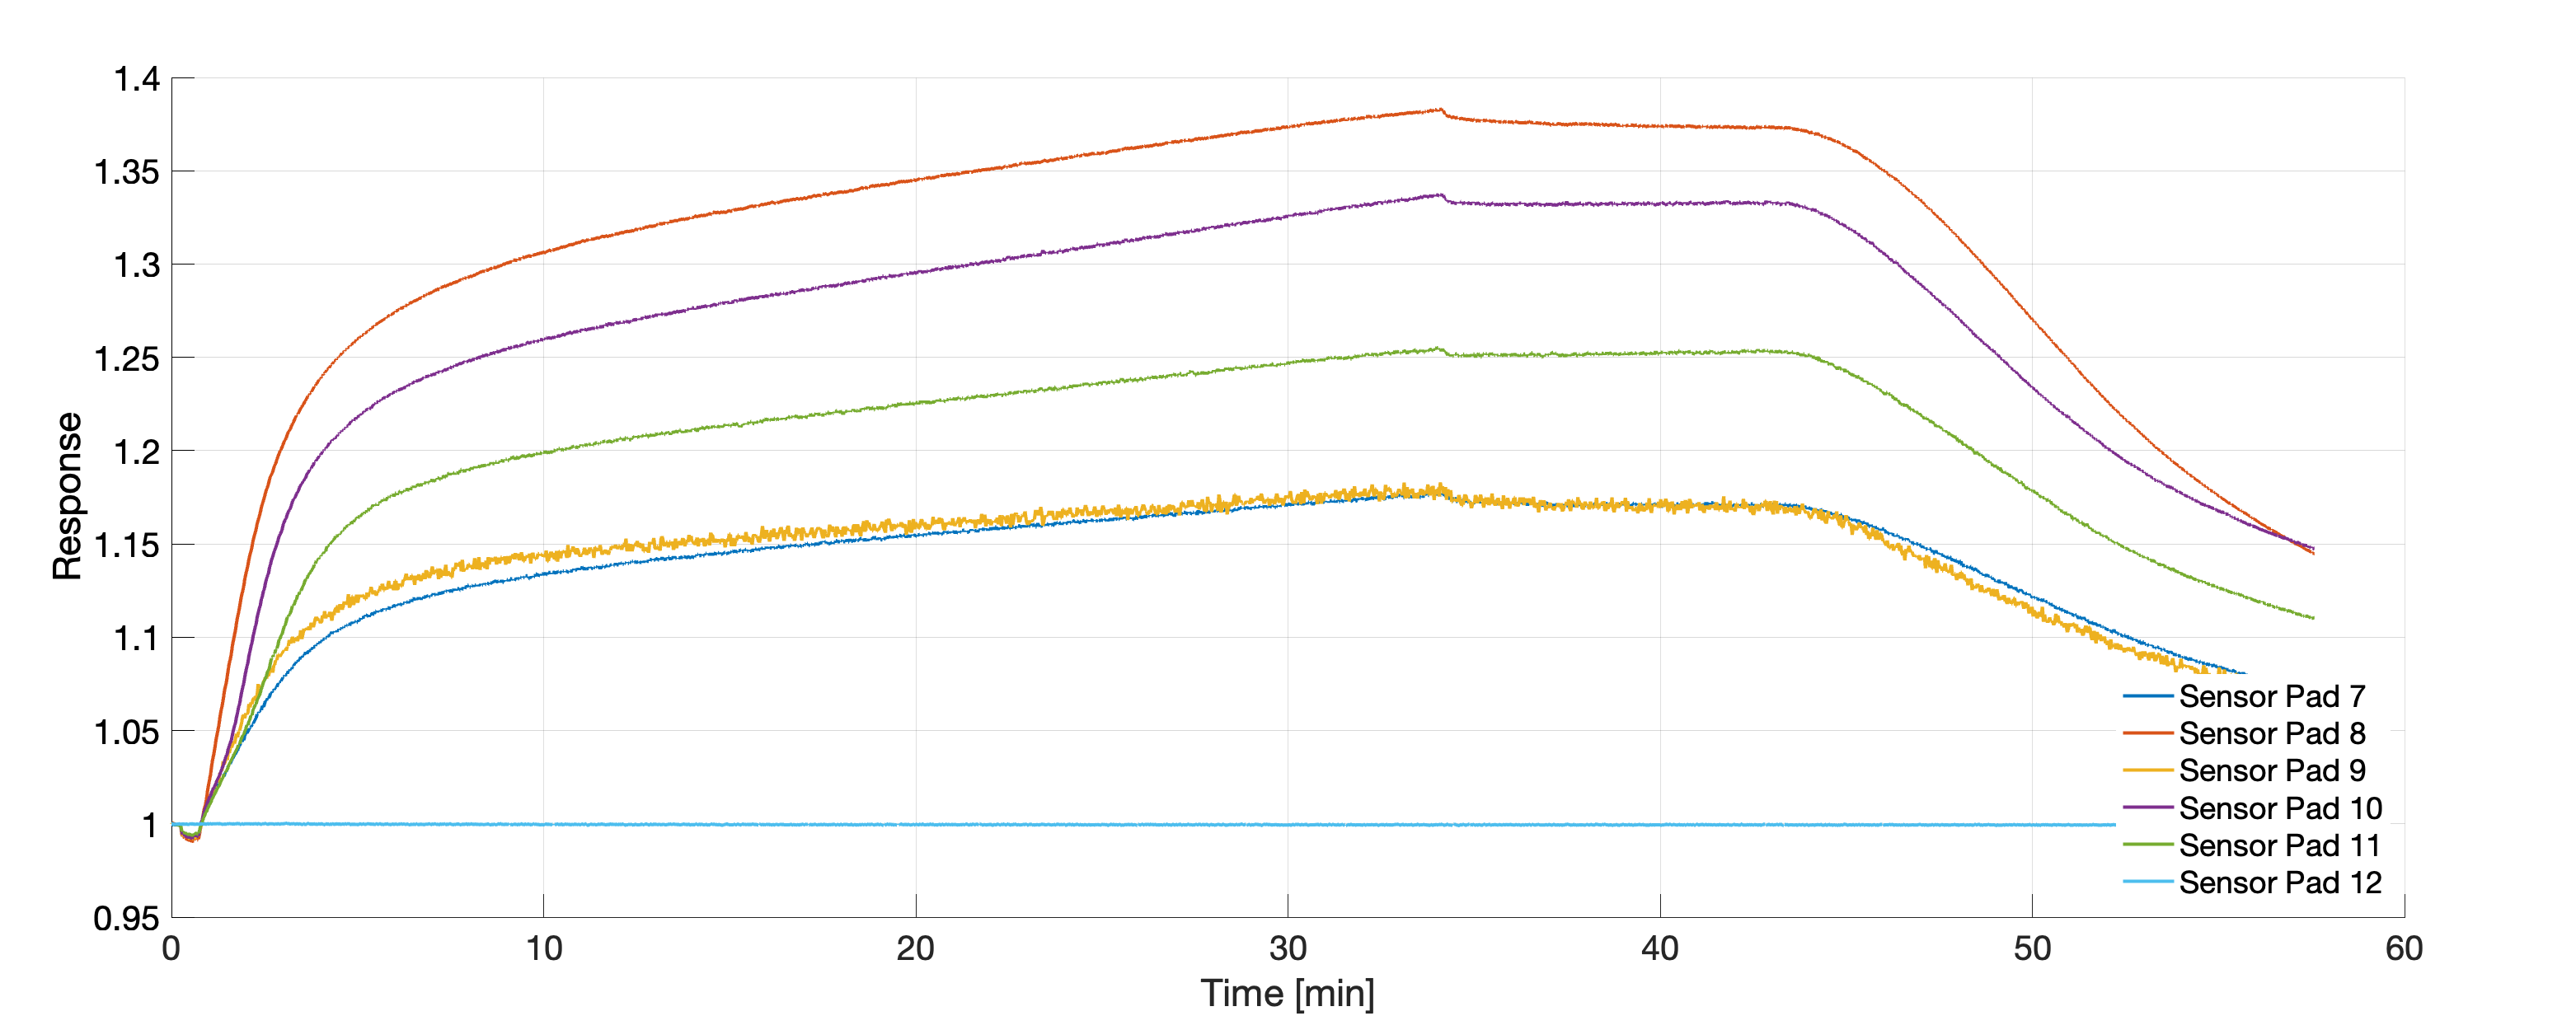 1.4
1.35
1.3
1.25
1.2
1.15
1.1
1.05
1
0.95
Response
0 10 20 30 40 50 60
Time [min]
Sensor Pad 7
Sensor Pad 8
Sensor Pad 9
Sensor Pad 10
Sensor Pad 11
Sensor Pad 12